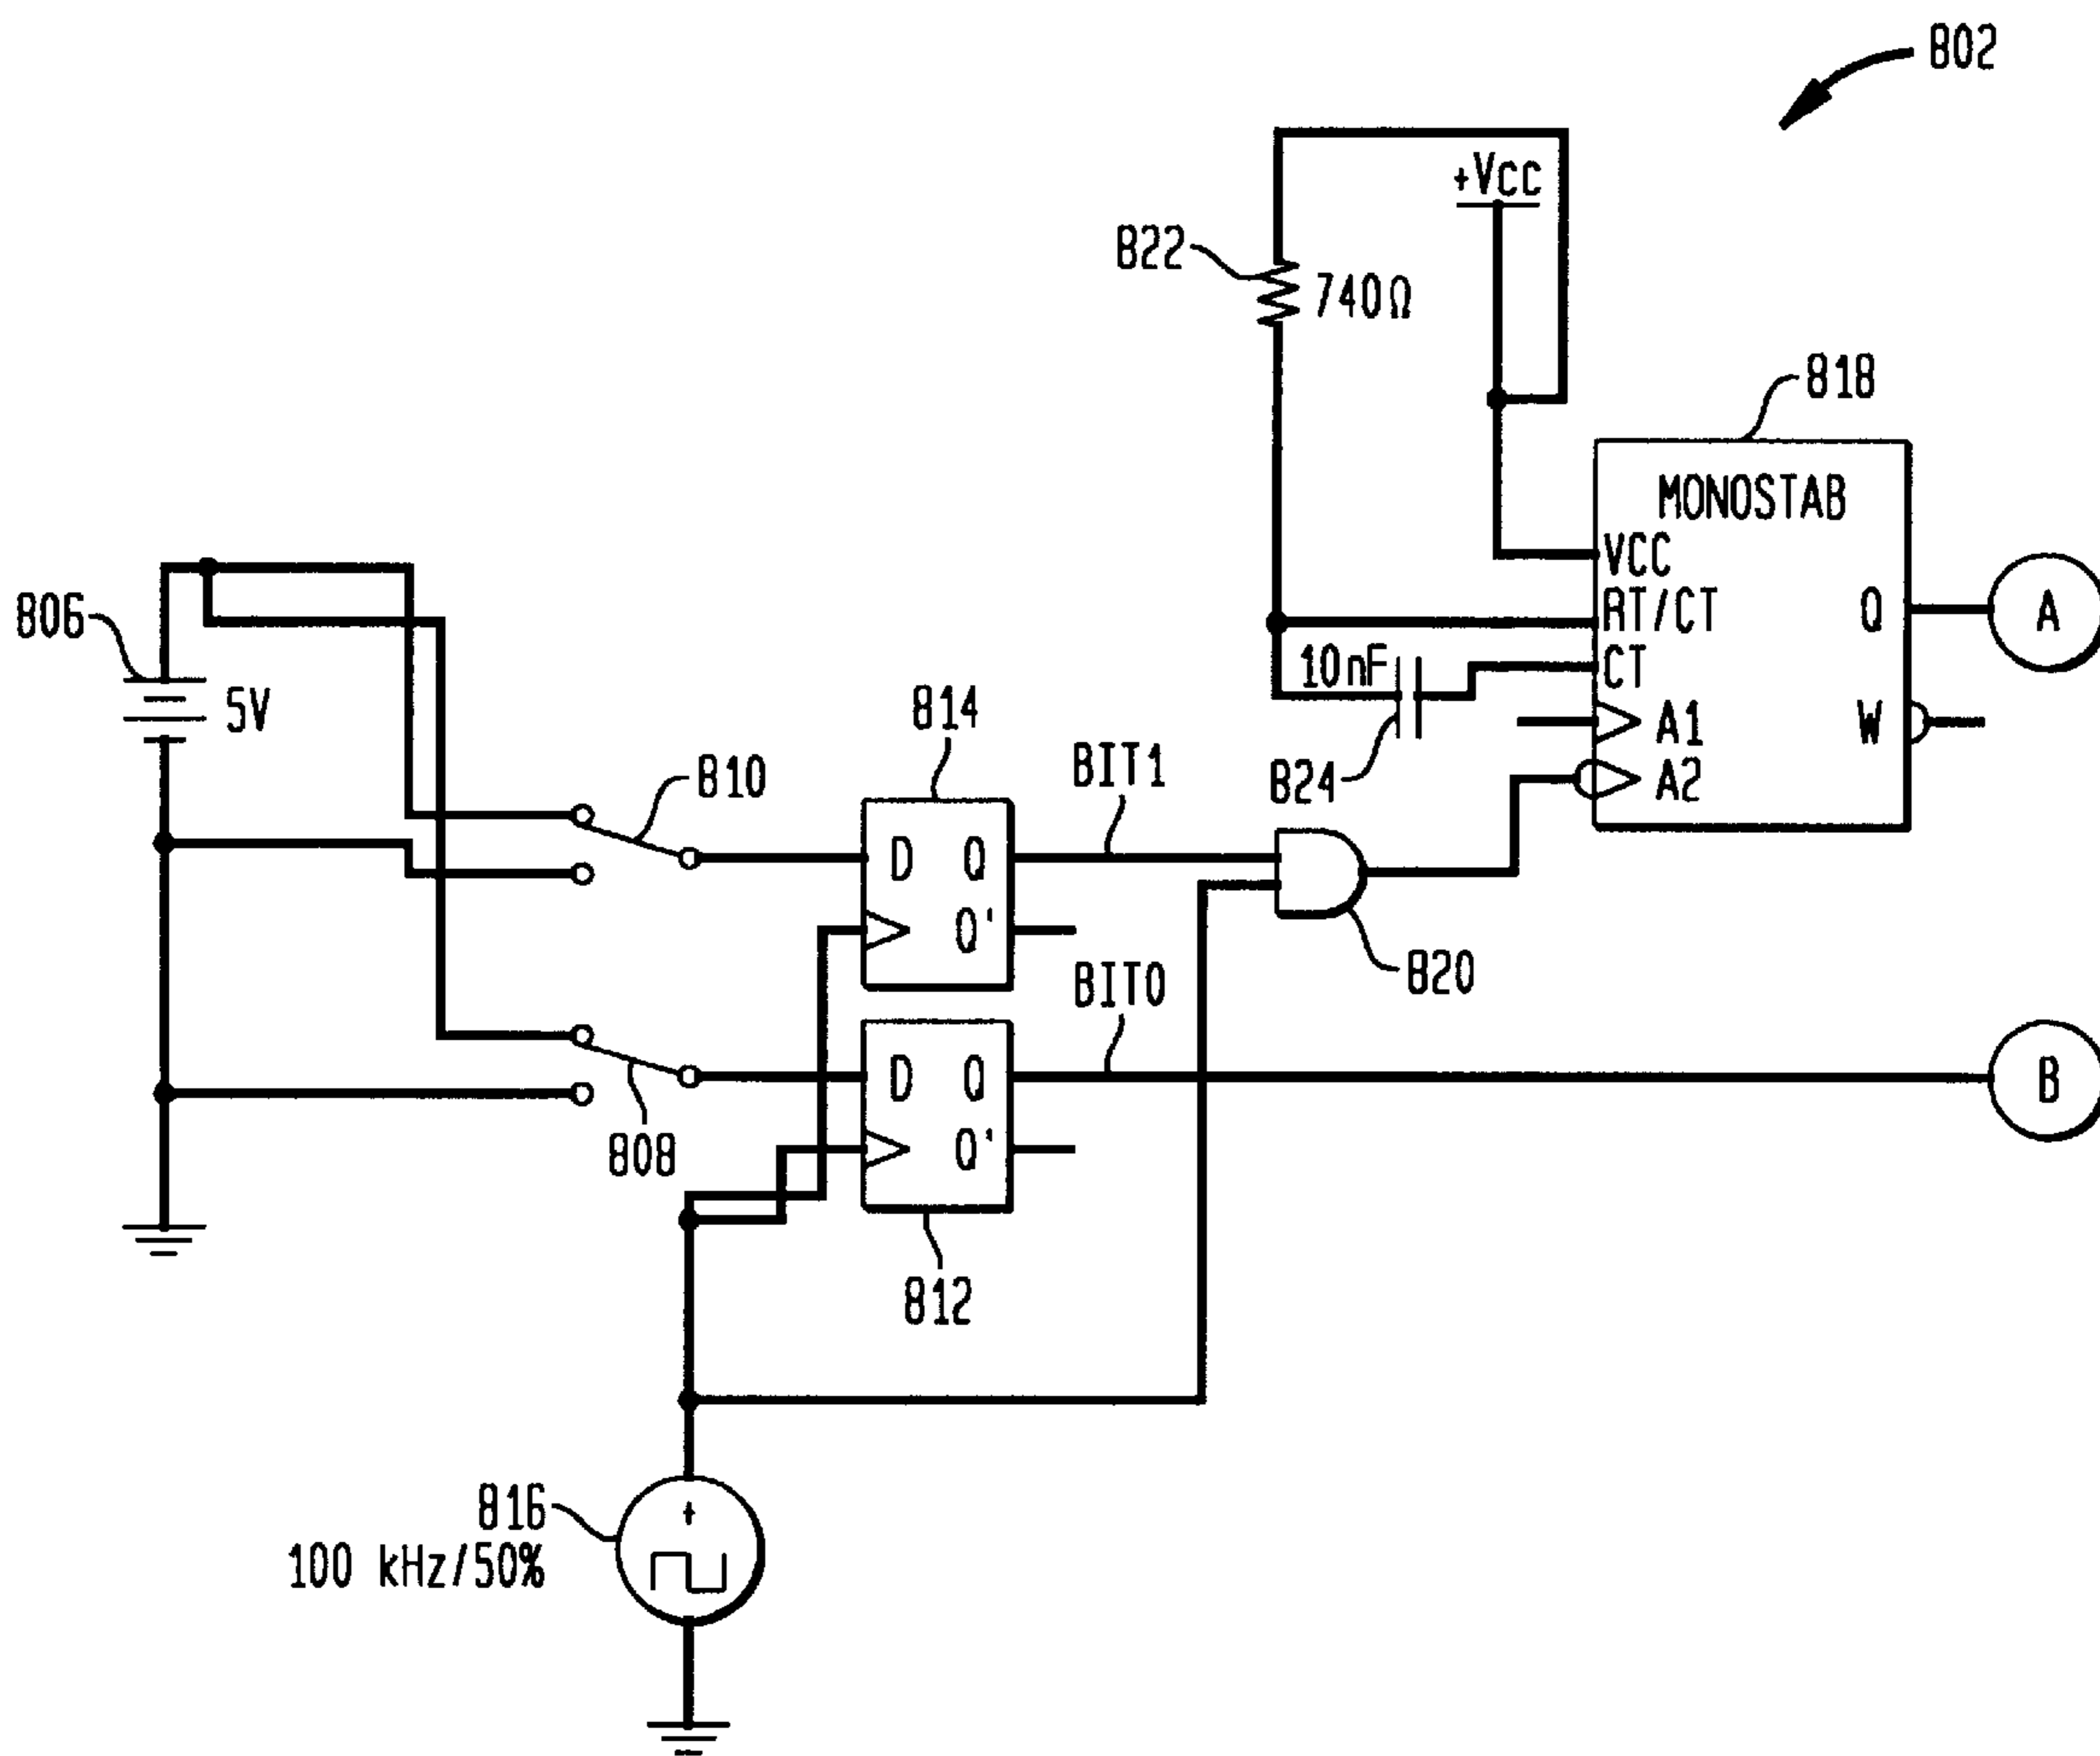 802
+Vcc
822
740Ω
818
MONOSTAB
VCC
RT/CT
Q
A
10nF
CT
806
5V
814
A1
W
BIT1
824
A2
810
D Q
Q'
820
BIT0
B
D Q
808
Q'
812
816
+
100 kHz/50%